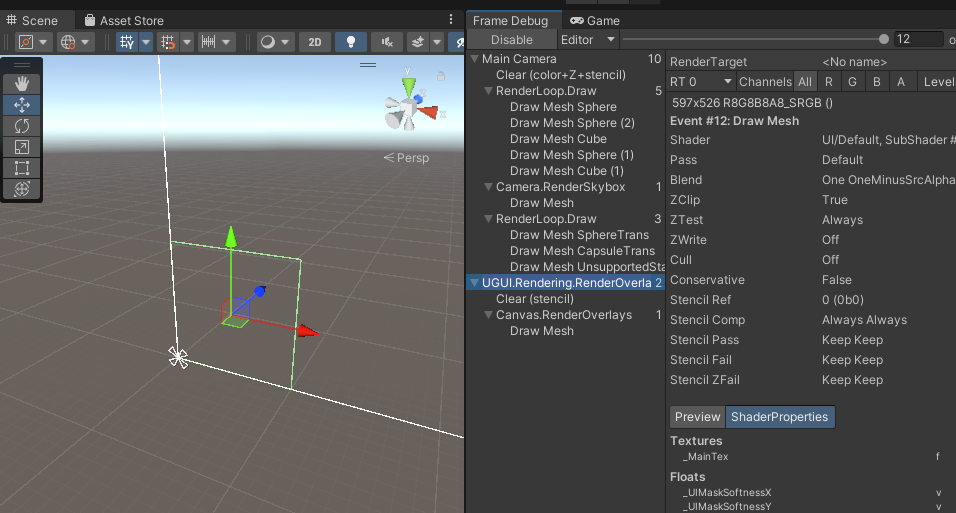 Scene Asset Store
2D
y
x
Persp
Frame Debug Game
Disable Editor 12
Main Camera 10
Clear (color+Z+stencil)
RenderLoop.Draw 5
Draw Mesh Sphere
Draw Mesh Sphere (2)
Draw Mesh Cube
Draw Mesh Sphere (1)
Draw Mesh Cube (1)
Camera.RenderSkybox 1
Draw Mesh
RenderLoop.Draw 3
Draw Mesh SphereTrans
Draw Mesh CapsuleTrans
Draw Mesh UnsupportedSta
UGUI.Rendering.RenderOverla 2
Clear (stencil)
Canvas.RenderOverlays 1
Draw Mesh
RenderTarget <No name>
RT 0 Channels All R G B A Level
597x526 R8G8B8A8_SRGB ()
Event #12: Draw Mesh
Shader UI/Default, SubShader #
Pass Default
Blend One OneMinusSrcAlpha
ZClip True
ZTest Always
ZWrite Off
Cull Off
Conservative False
Stencil Ref 0 (0b0)
Stencil Comp Always Always
Stencil Pass Keep Keep
Stencil Fail Keep Keep
Stencil ZFail Keep Keep
Preview ShaderProperties
Textures
_MainTex f
Floats
_UIMaskSoftnessX v
_UIMaskSoftnessY v